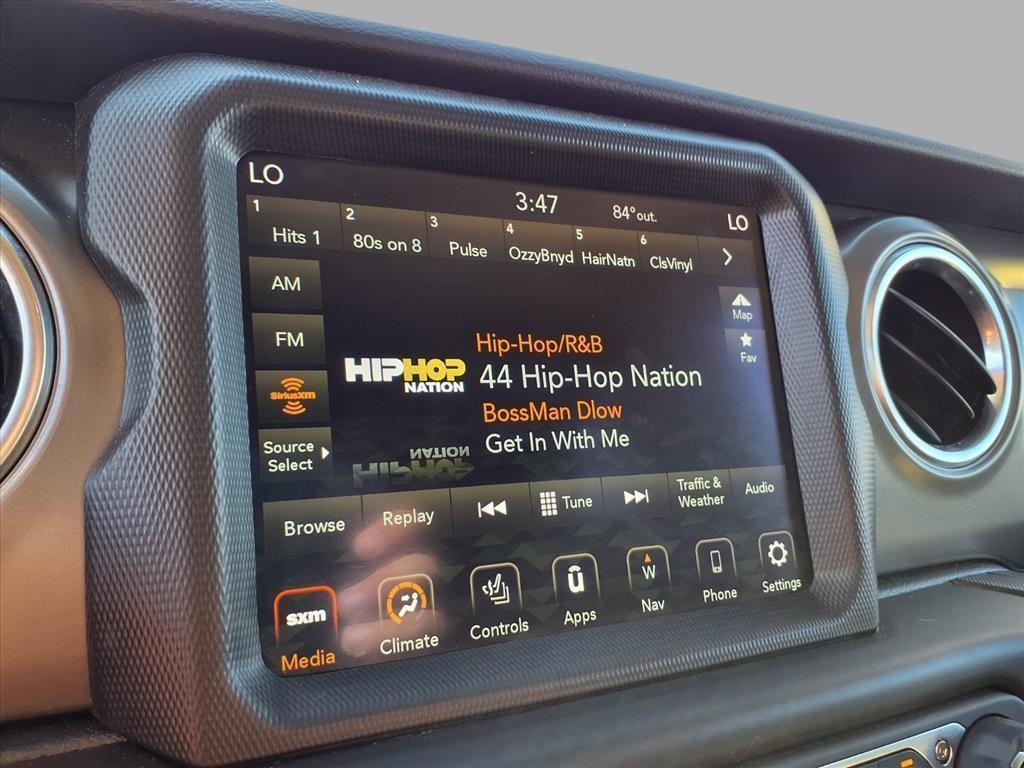 LO
3:47
84° out.
LO
1
Hits 1
2
80s on 8
3
Pulse
4
OzzyBnyd
5
HairNatn
6
ClsVinyl
AM
FM
SiriusXM
Source
Select
Map
Fav
HIPHOP
NATION
Hip-Hop/R&B
44 Hip-Hop Nation
BossMan Dlow
Get In With Me
Browse
Replay
Tune
Traffic &
Weather
Audio
sxm
Media
Climate
Controls
û
Apps
W
Nav
Phone
Settings